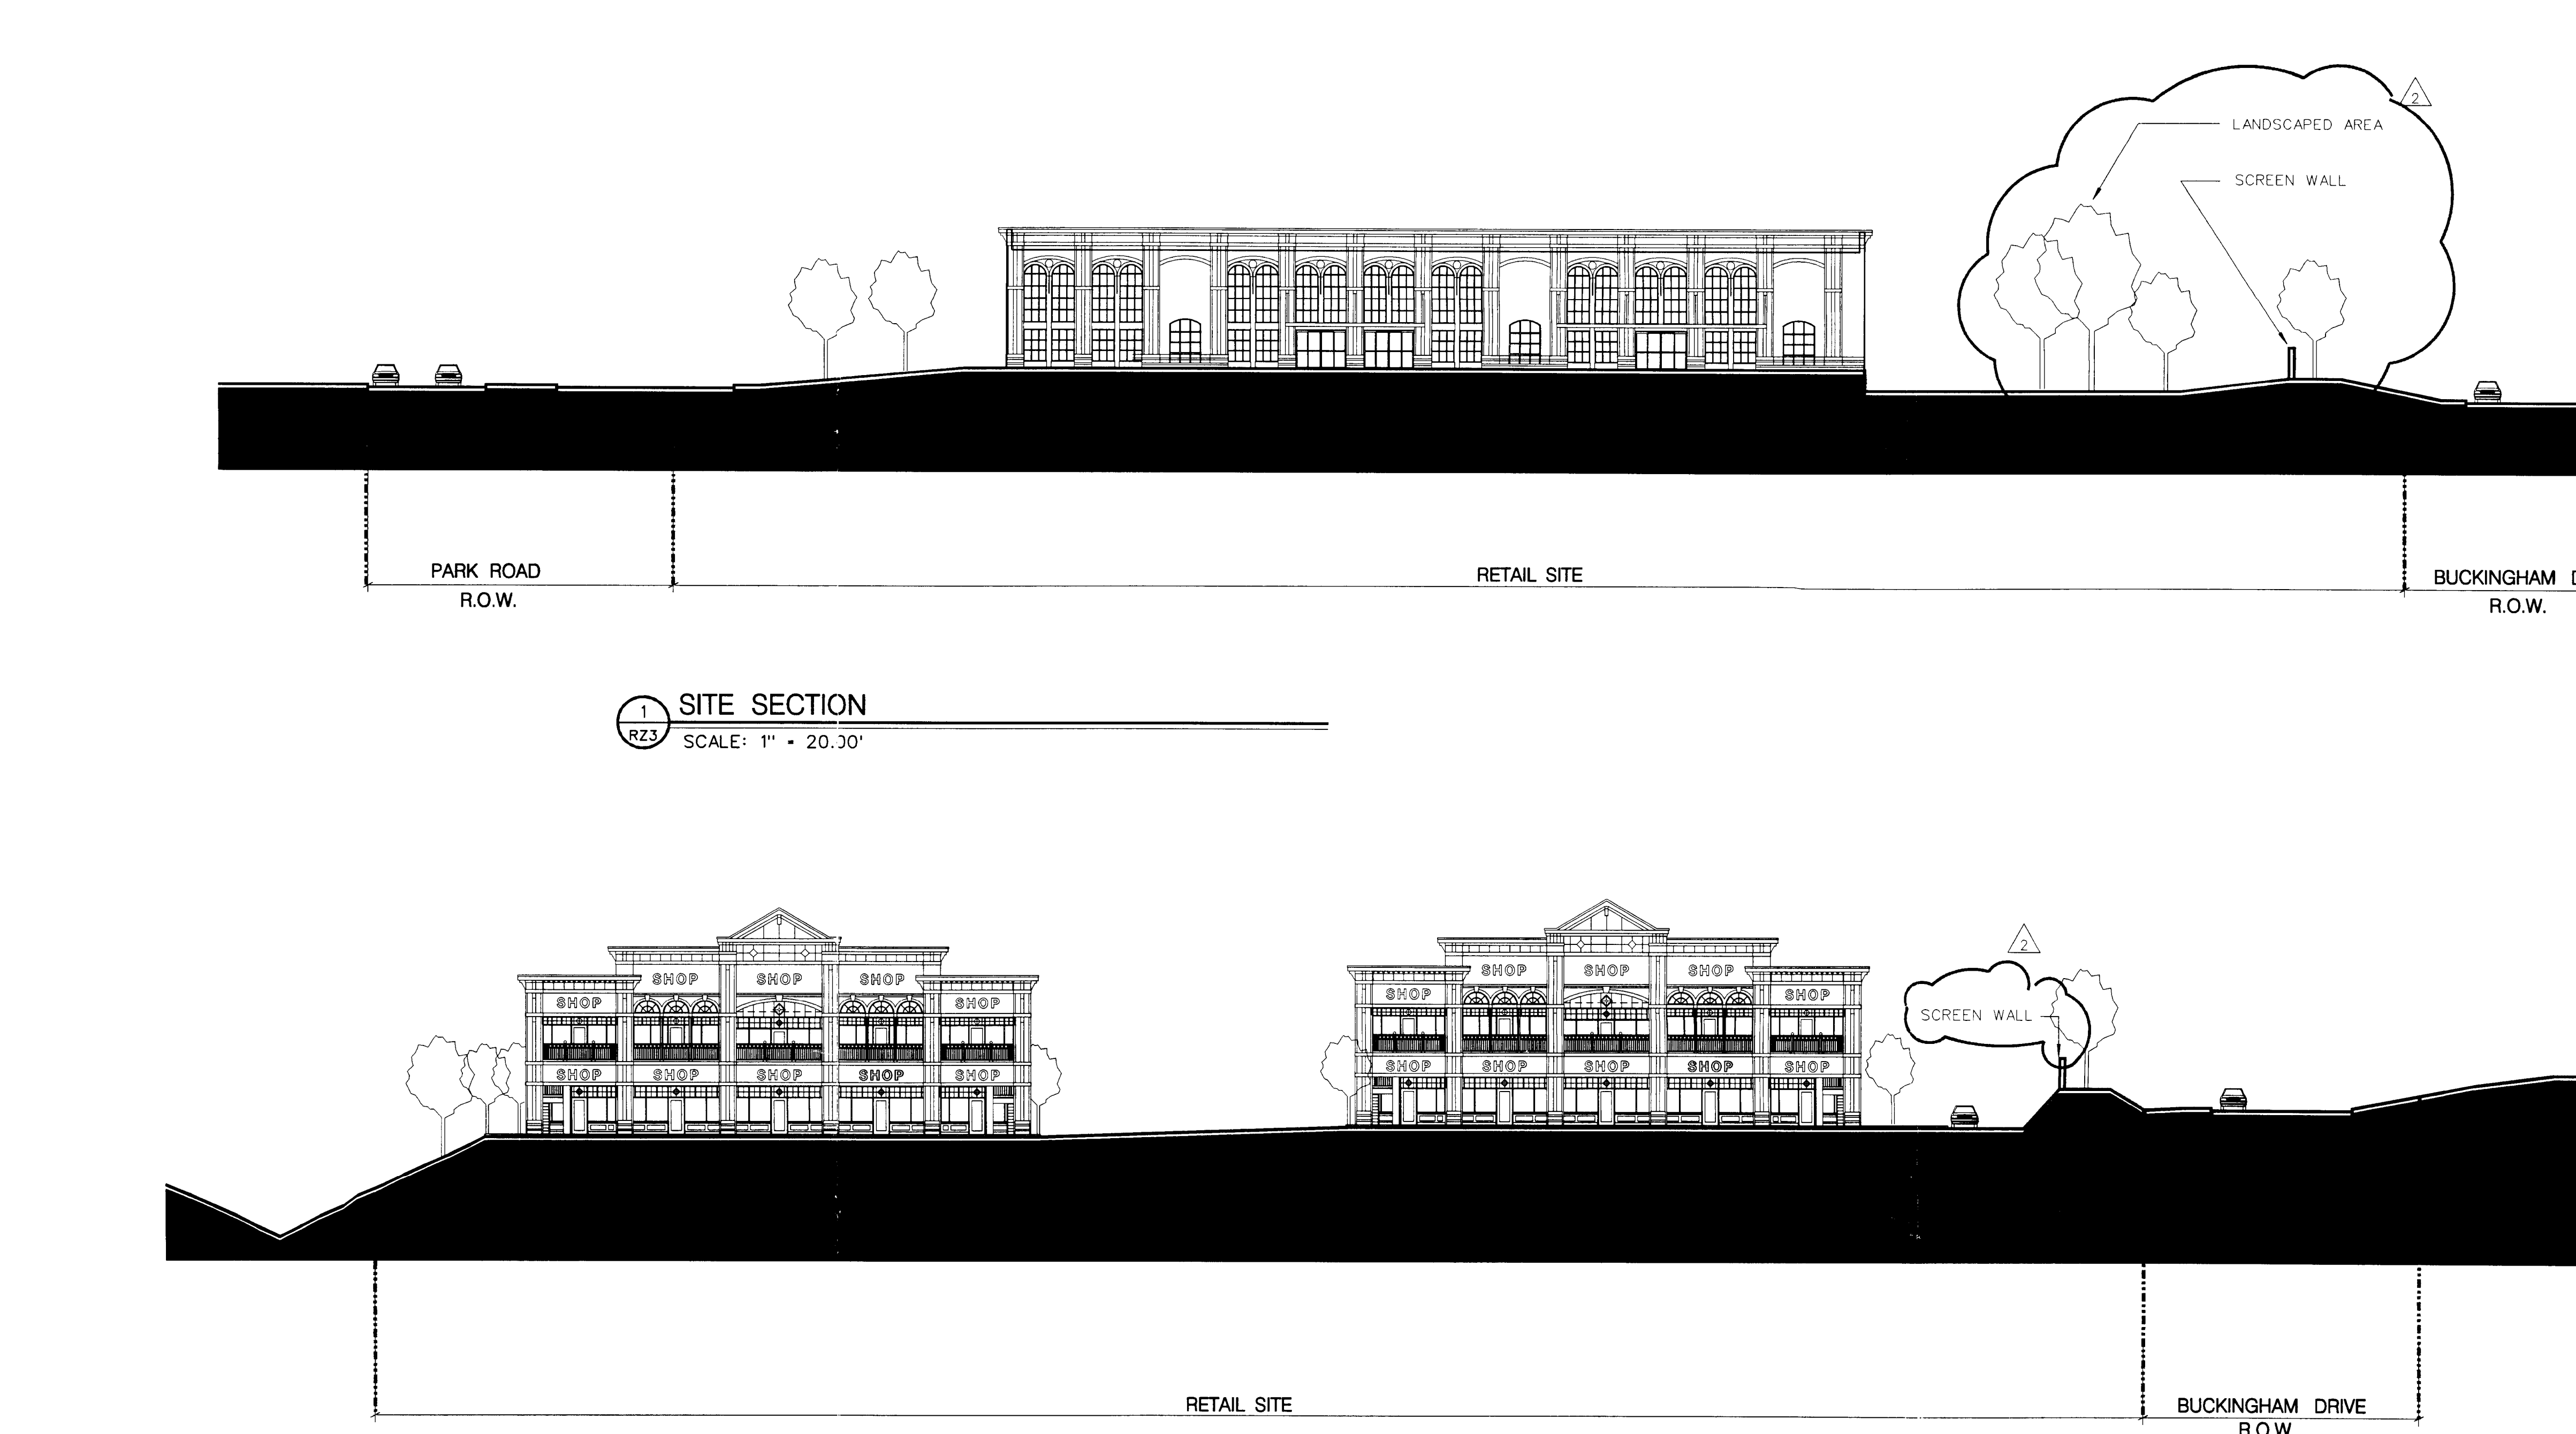 2
LANDSCAPED AREA
SCREEN WALL
PARK ROAD
R.O.W.
RETAIL SITE
BUCKINGHAM
R.O.W.
1
RZ3
SITE SECTION
SCALE: 1" = 20.00'
2
SHOP SHOP SHOP
SHOP SHOP
SHOP SHOP SHOP SHOP SHOP
SHOP SHOP SHOP
SHOP SHOP
SHOP SHOP SHOP SHOP SHOP
SCREEN WALL
RETAIL SITE
BUCKINGHAM DRIVE
R.O.W.